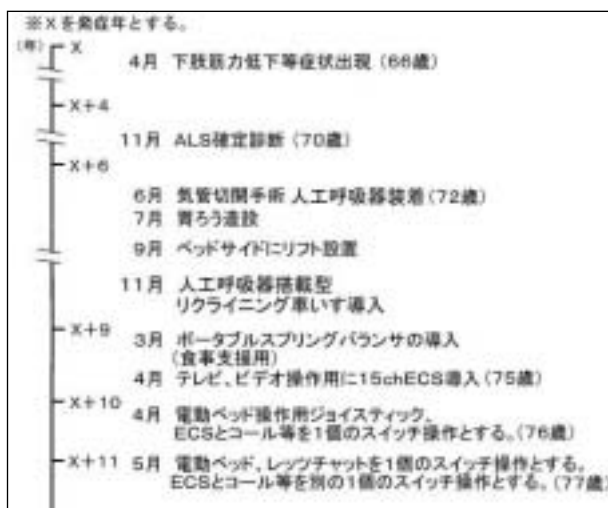 ※Xを発症年とする。
(年) X
4月 下肢筋力低下等症状出現(66歳)
X+4
11月 ALS確定診断(70歳)
X+6
6月 気管切開手術 人工呼吸器装着(72歳)
7月 胃ろう造設
9月 ベッドサイドにリフト設置
11月 人工呼吸器搭載型
リクライニング車いす導入
X+9
3月 ポータブルスプリングバランサの導入
(食事支援用)
4月 テレビ、ビデオ操作用に15chECS導入(75歳)
X+10
4月 電動ベッド操作用ジョイスティック、
ECSとコール等を1個のスイッチ操作とする。(76歳)
X+11 5月 電動ベッド、レッツチャットを1個のスイッチ操作とする。
ECSとコール等を別の1個のスイッチ操作とする。(77歳)